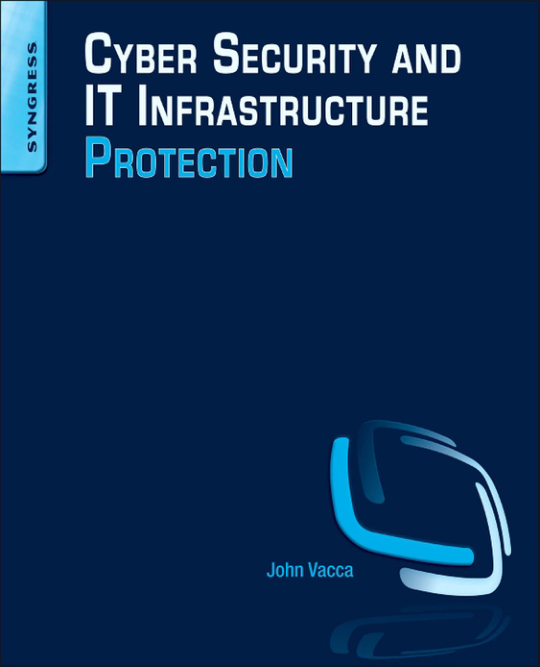 SYNGRESS
CYBER SECURITY AND
IT INFRASTRUCTURE
PROTECTION
John Vacca